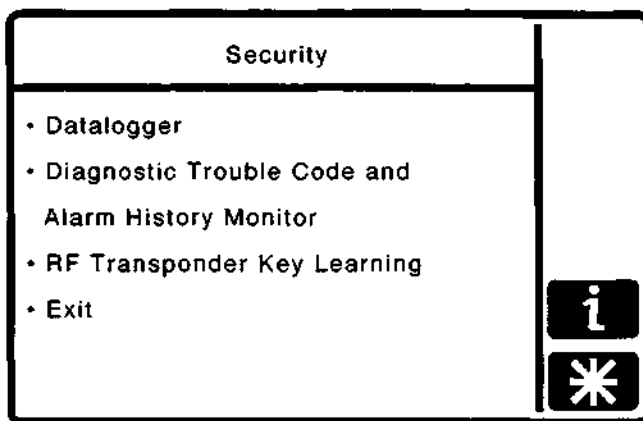 Security
• Datalogger
• Diagnostic Trouble Code and
Alarm History Monitor
• RF Transponder Key Learning
• Exit
i